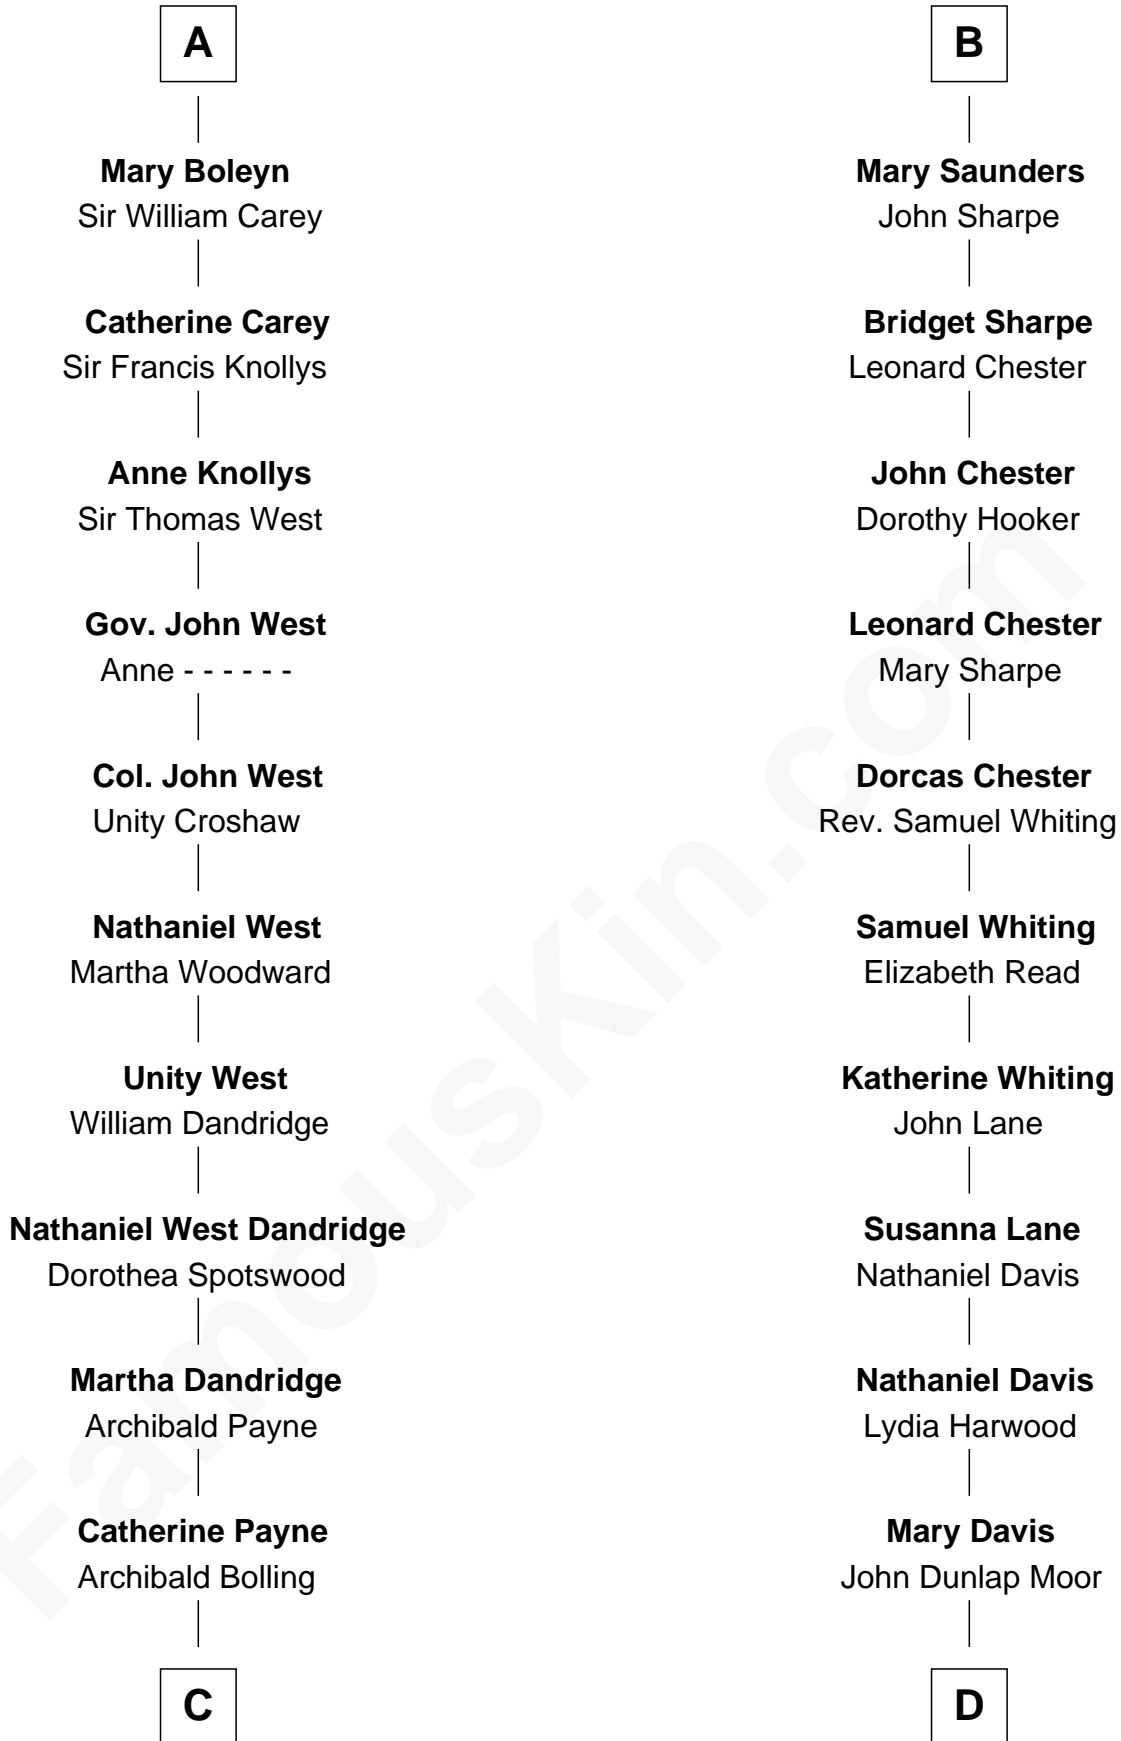 A
Mary Boleyn
Sir William Carey
Catherine Carey
Sir Francis Knollys
Anne Knollys
Sir Thomas West
Gov. John West
Anne - - - - - -
Col. John West
Unity Croshaw
Nathaniel West
Martha Woodward
Unity West
William Dandridge
Nathaniel West Dandridge
Dorothea Spotswood
Martha Dandridge
Archibald Payne
Catherine Payne
Archibald Bolling
C
B
Mary Saunders
John Sharpe
Bridget Sharpe
Leonard Chester
John Chester
Dorothy Hooker
Leonard Chester
Mary Sharpe
Dorcas Chester
Rev. Samuel Whiting
Samuel Whiting
Elizabeth Read
Katherine Whiting
John Lane
Susanna Lane
Nathaniel Davis
Nathaniel Davis
Lydia Harwood
Mary Davis
John Dunlap Moor
D
FamousKin.com